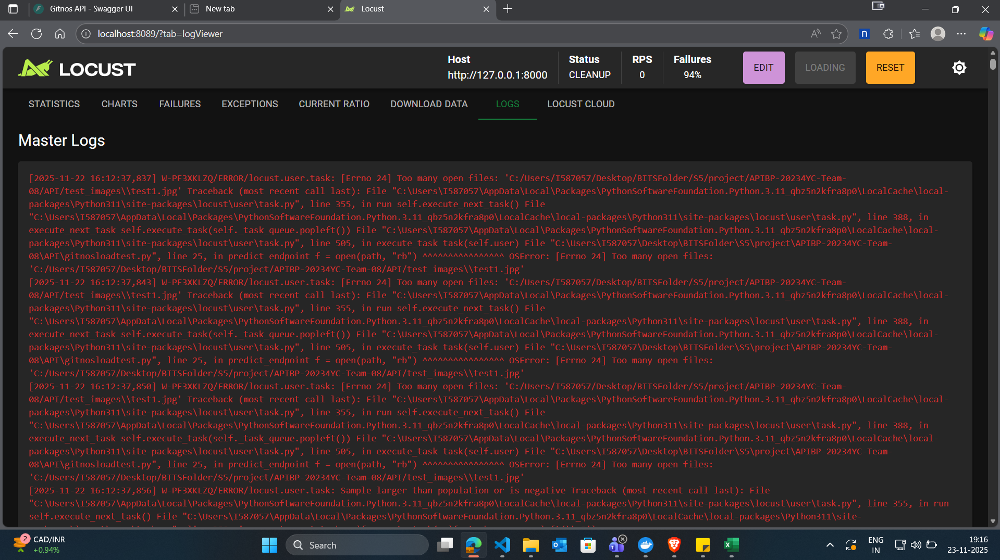 Gitnos API - Swagger UI
New tab
Locust
localhost:8089/?tab=logViewer
LOCUST
Host
http://127.0.0.1:8000
Status
CLEANUP
RPS
0
Failures
94%
EDIT
LOADING
RESET
STATISTICS
CHARTS
FAILURES
EXCEPTIONS
CURRENT RATIO
DOWNLOAD DATA
LOGS
LOCUST CLOUD
Master Logs
[2025-11-22 16:12:37,837] W-PF3XKLZQ/ERROR/locust.user.task: [Errno 24] Too many open files: 'C:/Users/I587057/Desktop/BITSFolder/S5/project/APIBP-20234YC-Team-
08/API/test_images\\test1.jpg' Traceback (most recent call last): File "C:\Users\I587057\AppData\Local\Packages\PythonSoftwareFoundation.Python.3.11_qbz5n2kfra8p0\LocalCache\local-
packages\Python311\site-packages\locust\user\task.py", line 355, in run self.execute_next_task() File
"C:\Users\I587057\AppData\Local\Packages\PythonSoftwareFoundation.Python.3.11_qbz5n2kfra8p0\LocalCache\local-packages\Python311\site-packages\locust\user\task.py", line 388, in
execute_next_task self.execute_task(self._task_queue.popleft()) File "C:\Users\I587057\AppData\Local\Packages\PythonSoftwareFoundation.Python.3.11_qbz5n2kfra8p0\LocalCache\local-
packages\Python311\site-packages\locust\user\task.py", line 505, in execute_task task(self.user) File "C:\Users\I587057\Desktop\BITSFolder\S5\project\APIBP-20234YC-Team-
08\API\gitnosloadtest.py", line 25, in predict_endpoint f = open(path, "rb") ^^^^^^^^^^^^^^^^ OSError: [Errno 24] Too many open files:
'C:/Users/I587057/Desktop/BITSFolder/S5/project/APIBP-20234YC-Team-08/API/test_images\\test1.jpg'
[2025-11-22 16:12:37,843] W-PF3XKLZQ/ERROR/locust.user.task: [Errno 24] Too many open files: 'C:/Users/I587057/Desktop/BITSFolder/S5/project/APIBP-20234YC-Team-
08/API/test_images\\test1.jpg' Traceback (most recent call last): File "C:\Users\I587057\AppData\Local\Packages\PythonSoftwareFoundation.Python.3.11_qbz5n2kfra8p0\LocalCache\local-
packages\Python311\site-packages\locust\user\task.py", line 355, in run self.execute_next_task() File
"C:\Users\I587057\AppData\Local\Packages\PythonSoftwareFoundation.Python.3.11_qbz5n2kfra8p0\LocalCache\local-packages\Python311\site-packages\locust\user\task.py", line 388, in
execute_next_task self.execute_task(self._task_queue.popleft()) File "C:\Users\I587057\AppData\Local\Packages\PythonSoftwareFoundation.Python.3.11_qbz5n2kfra8p0\LocalCache\local-
packages\Python311\site-packages\locust\user\task.py", line 505, in execute_task task(self.user) File "C:\Users\I587057\Desktop\BITSFolder\S5\project\APIBP-20234YC-Team-
08\API\gitnosloadtest.py", line 25, in predict_endpoint f = open(path, "rb") ^^^^^^^^^^^^^^^^ OSError: [Errno 24] Too many open files:
'C:/Users/I587057/Desktop/BITSFolder/S5/project/APIBP-20234YC-Team-08/API/test_images\\test1.jpg'
[2025-11-22 16:12:37,850] W-PF3XKLZQ/ERROR/locust.user.task: [Errno 24] Too many open files: 'C:/Users/I587057/Desktop/BITSFolder/S5/project/APIBP-20234YC-Team-
08/API/test_images\\test1.jpg' Traceback (most recent call last): File "C:\Users\I587057\AppData\Local\Packages\PythonSoftwareFoundation.Python.3.11_qbz5n2kfra8p0\LocalCache\local-
packages\Python311\site-packages\locust\user\task.py", line 355, in run self.execute_next_task() File
"C:\Users\I587057\AppData\Local\Packages\PythonSoftwareFoundation.Python.3.11_qbz5n2kfra8p0\LocalCache\local-packages\Python311\site-packages\locust\user\task.py", line 388, in
execute_next_task self.execute_task(self._task_queue.popleft()) File "C:\Users\I587057\AppData\Local\Packages\PythonSoftwareFoundation.Python.3.11_qbz5n2kfra8p0\LocalCache\local-
packages\Python311\site-packages\locust\user\task.py", line 505, in execute_task task(self.user) File "C:\Users\I587057\Desktop\BITSFolder\S5\project\APIBP-20234YC-Team-
08\API\gitnosloadtest.py", line 25, in predict_endpoint f = open(path, "rb") ^^^^^^^^^^^^^^^^ OSError: [Errno 24] Too many open files:
'C:/Users/I587057/Desktop/BITSFolder/S5/project/APIBP-20234YC-Team-08/API/test_images\\test1.jpg'
[2025-11-22 16:12:37,856] W-PF3XKLZQ/ERROR/locust.user.task: Sample larger than population or is negative Traceback (most recent call last): File
"C:\Users\I587057\AppData\Local\Packages\PythonSoftwareFoundation.Python.3.11_qbz5n2kfra8p0\LocalCache\local-packages\Python311\site-packages\locust\user\task.py", line 355, in run
self.execute_next_task() File "C:\Users\I587057\AppData\Local\Packages\PythonSoftwareFoundation.Python.3.11_qbz5n2kfra8p0\LocalCache\local-packages\Python311\site-
2
CAD/INR
+0.94%
Search
ENG
IN
19:16
23-11-2025